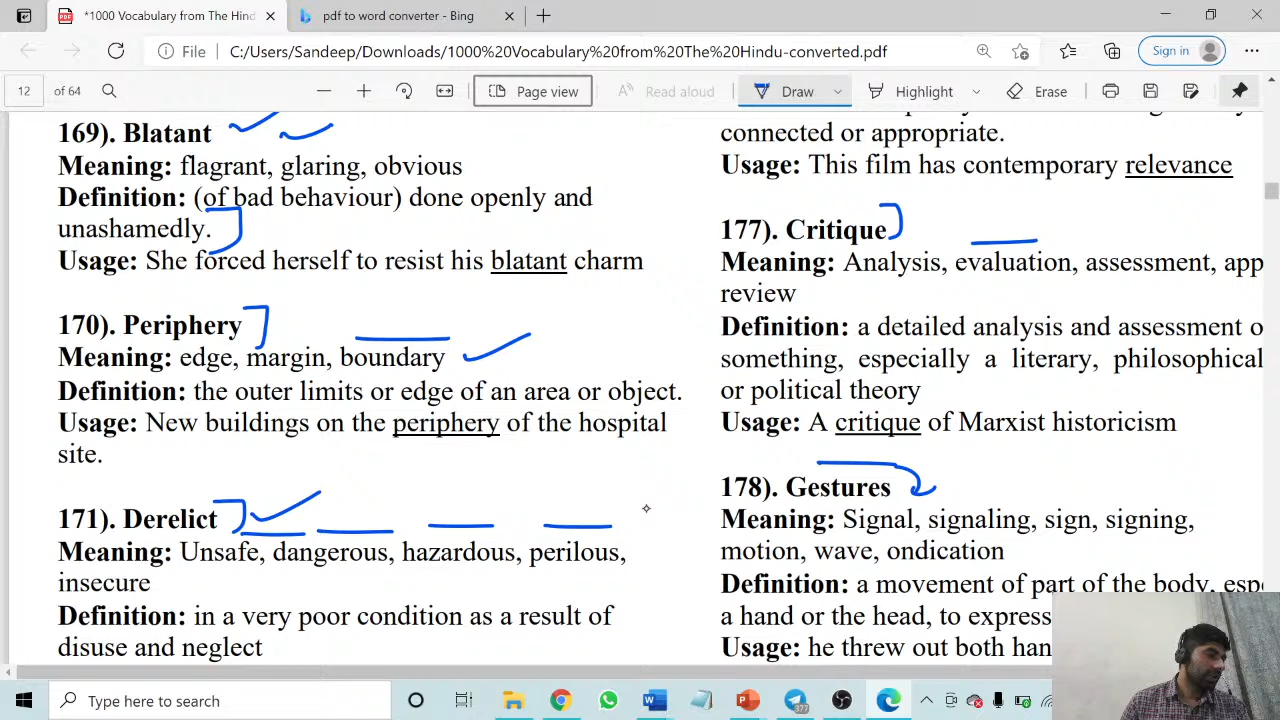 *1000 Vocabulary from The Hindu
pdf to word converter - Bing
File
C:/Users/Sandeep/Downloads/1000%20Vocabulary%20from%20The%20Hindu-converted.pdf
Sign in
12 of 64
Page view
Read aloud
Draw
Highlight
Erase
169). Blatant
Meaning: flagrant, glaring, obvious
Definition: (of bad behaviour) done openly and
unashamedly.
Usage: She forced herself to resist his blatant charm
170). Periphery
Meaning: edge, margin, boundary
Definition: the outer limits or edge of an area or object.
Usage: New buildings on the periphery of the hospital
site.
171). Derelict
Meaning: Unsafe, dangerous, hazardous, perilous,
insecure
Definition: in a very poor condition as a result of
disuse and neglect
connected or appropriate.
Usage: This film has contemporary relevance
177). Critique
Meaning: Analysis, evaluation, assessment, app
review
Definition: a detailed analysis and assessment o
something, especially a literary, philosophical
or political theory
Usage: A critique of Marxist historicism
178). Gestures
Meaning: Signal, signaling, sign, signing,
motion, wave, ondication
Definition: a movement of part of the body, espe
a hand or the head, to express
Usage: he threw out both han
Type here to search
377